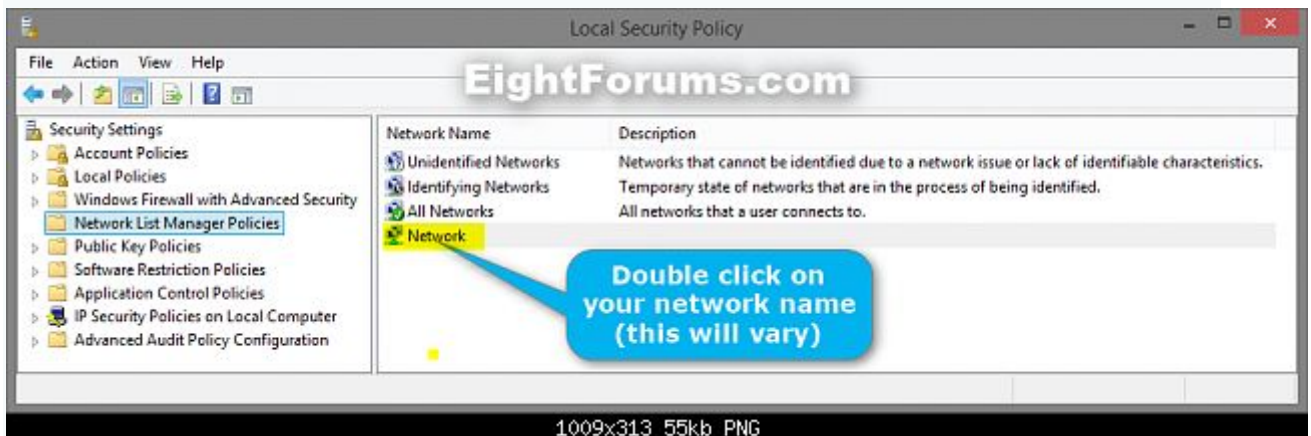 Local Security Policy
File Action View Help
EightForums.com
Security Settings
Account Policies
Local Policies
Windows Firewall with Advanced Security
Network List Manager Policies
Public Key Policies
Software Restriction Policies
Application Control Policies
IP Security Policies on Local Computer
Advanced Audit Policy Configuration
Network Name Description
Unidentified Networks Networks that cannot be identified due to a network issue or lack of identifiable characteristics.
Identifying Networks Temporary state of networks that are in the process of being identified.
All Networks All networks that a user connects to.
Network
Double click on
your network name
(this will vary)
1009x313 55kb PNG